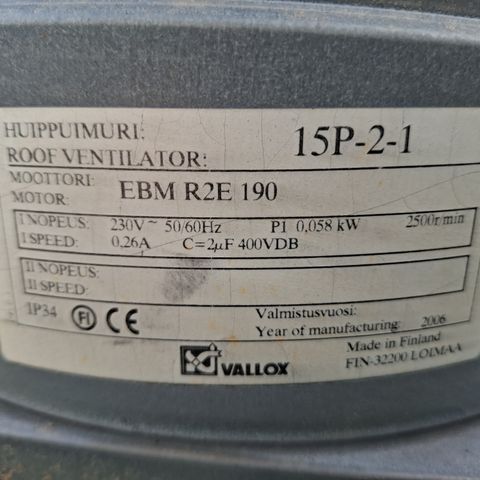 HUIPPUIMURI:
ROOF VENTILATOR: 15P-2-1
MOOTTORI:
MOTOR: EBM R2E 190
I NOPEUS: 230V~ 50/60Hz P1 0,058 kW 2500r/min
I SPEED: 0,26A C=2µF 400VDB
II NOPEUS:
II SPEED:
IP34 FI CE Valmistusvuosi:
Year of manufacturing: 2006
Made in Finland
VALLOX FIN-32200 LOIMAA